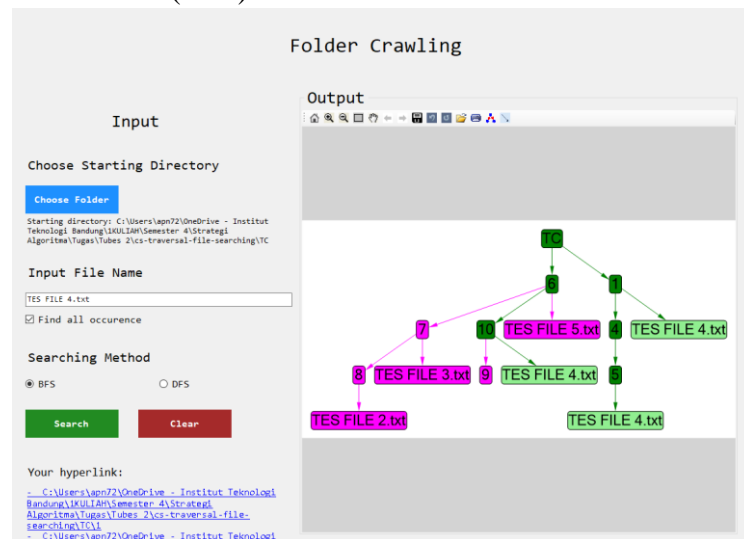 Folder Crawling
Input
Choose Starting Directory
Choose Folder
Starting directory: C:\Users\apn72\OneDrive - Institut
Teknologi Bandung\1KULIAH\Semester 4\Strategi
Algoritma\Tugas\Tubes 2\cs-traversal-file-searching\TC
Input File Name
TES FILE 4.txt
Find all occurence
Searching Method
BFS
DFS
Search
Clear
Your hyperlink:
- C:\Users\apn72\OneDrive - Institut Teknologi
Bandung\1KULIAH\Semester 4\Strategi
Algoritma\Tugas\Tubes 2\cs-traversal-file-
searching\TC\1
- C:\Users\apn72\OneDrive - Institut Teknologi
Output
TC
6
1
7
10
TES FILE 5.txt
4
TES FILE 4.txt
8
TES FILE 3.txt
9
TES FILE 4.txt
5
TES FILE 2.txt
TES FILE 4.txt